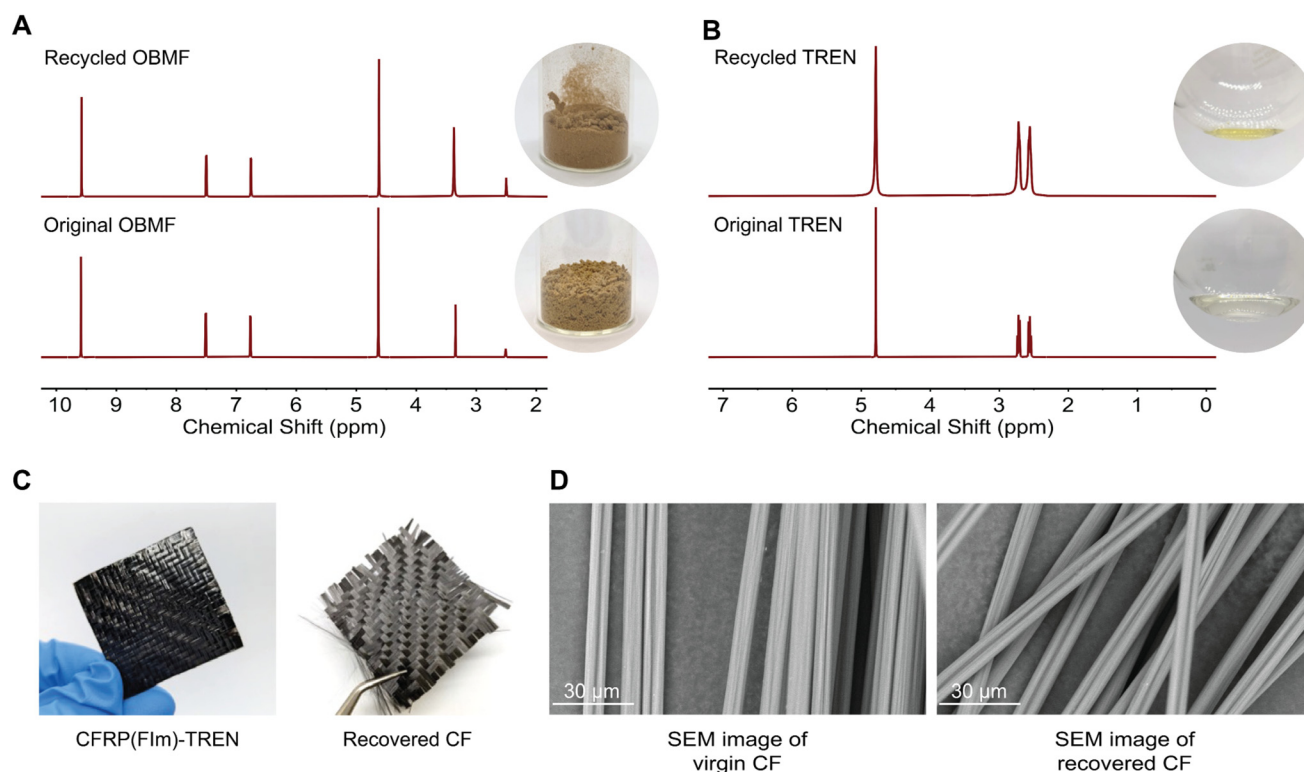 A
Recycled OBMF
Original OBMF
10 9 8 7 6 5 4 3 2
Chemical Shift (ppm)
B
Recycled TREN
Original TREN
7 6 5 4 3 2 1 0
Chemical Shift (ppm)
C
CFRP(FIm)-TREN
Recovered CF
D
30 μm
SEM image of
virgin CF
30 μm
SEM image of
recovered CF